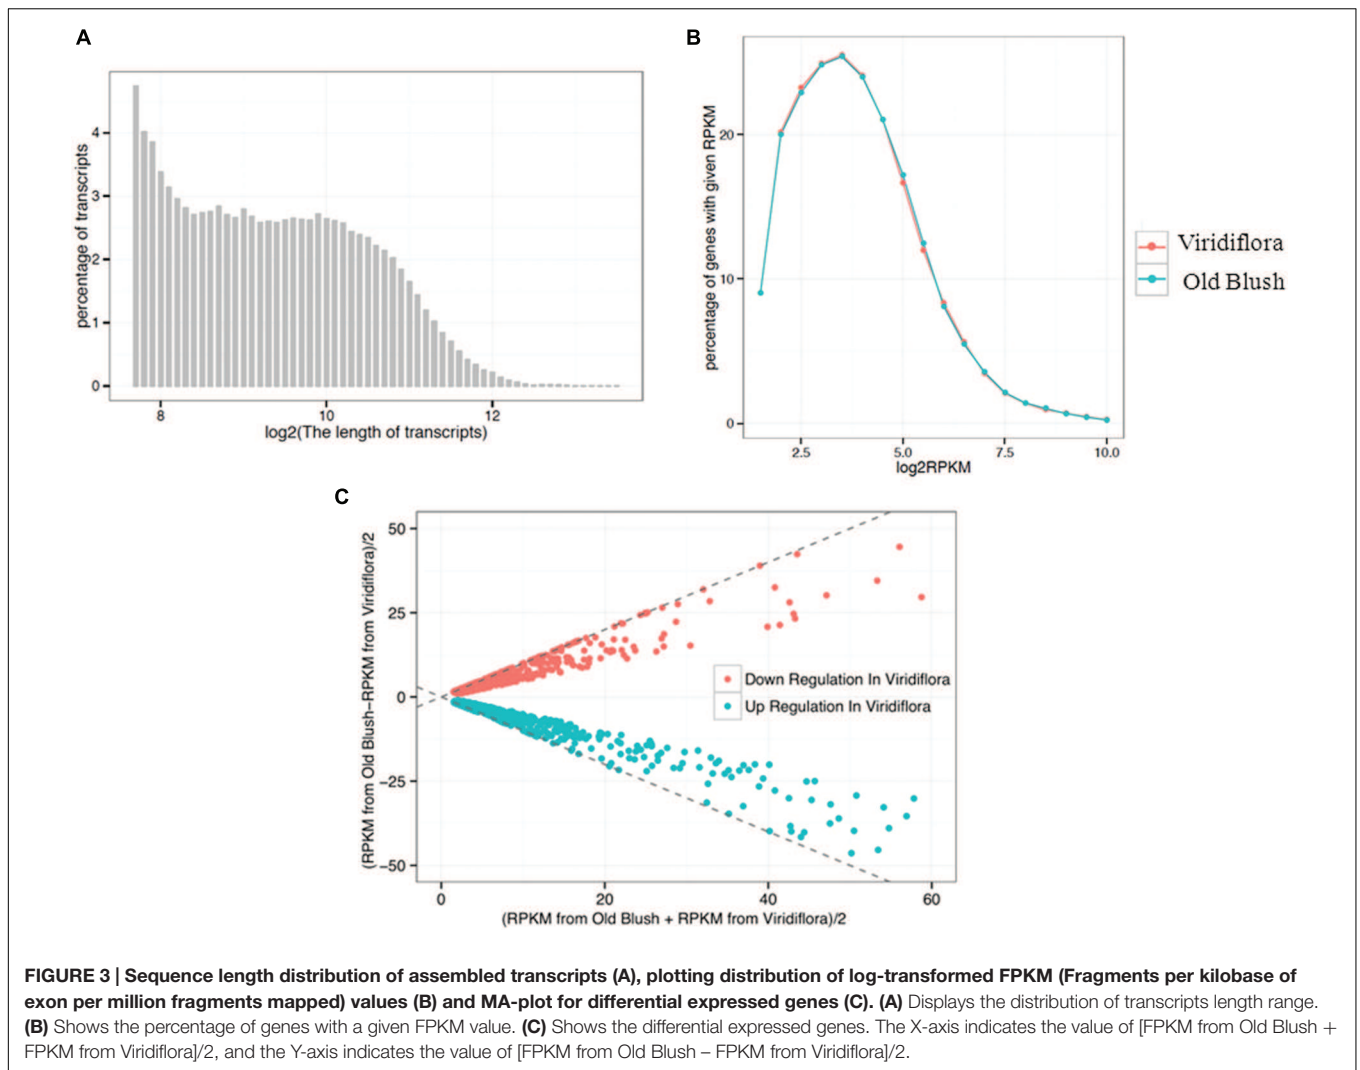 A
percentage of transcripts
4
3
2
1
0
8 10 12
log2(The length of transcripts)
B
percentage of genes with given RPKM
20
10
0
2.5 5.0 7.5 10.0
log2RPKM
Viridiflora
Old Blush
C
(RPKM from Old Blush−RPKM from Viridiflora)/2
50
25
0
−25
−50
Down Regulation In Viridiflora
Up Regulation In Viridiflora
0 20 40 60
(RPKM from Old Blush + RPKM from Viridiflora)/2
FIGURE 3 | Sequence length distribution of assembled transcripts (A), plotting distribution of log-transformed FPKM (Fragments per kilobase of
exon per million fragments mapped) values (B) and MA-plot for differential expressed genes (C). (A) Displays the distribution of transcripts length range.
(B) Shows the percentage of genes with a given FPKM value. (C) Shows the differential expressed genes. The X-axis indicates the value of [FPKM from Old Blush +
FPKM from Viridiflora]/2, and the Y-axis indicates the value of [FPKM from Old Blush – FPKM from Viridiflora]/2.